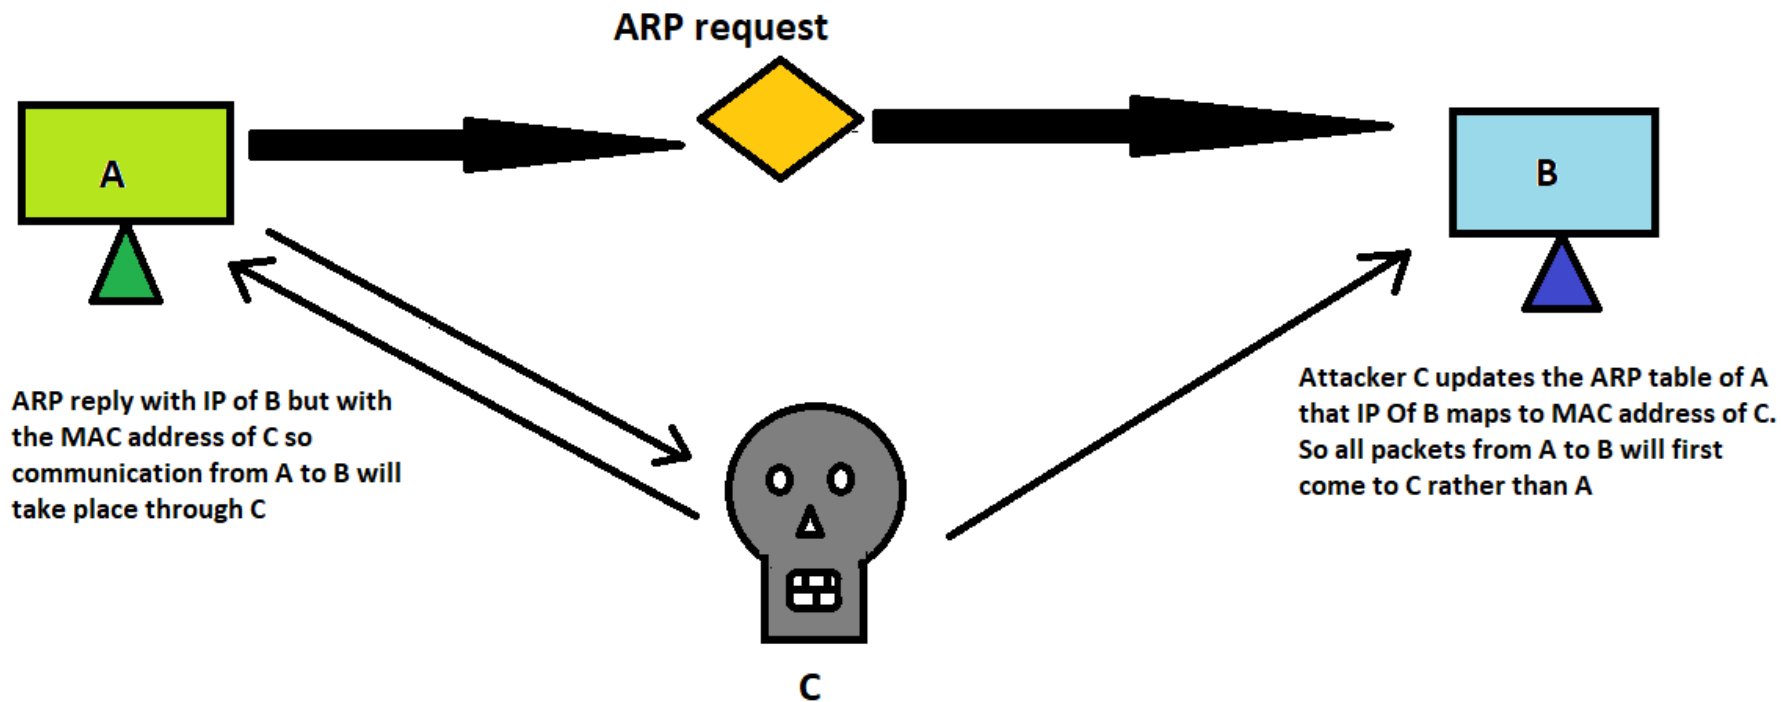 ARP request
A
B
ARP reply with IP of B but with
the MAC address of C so
communication from A to B will
take place through C
Attacker C updates the ARP table of A
that IP Of B maps to MAC address of C.
So all packets from A to B will first
come to C rather than A
C